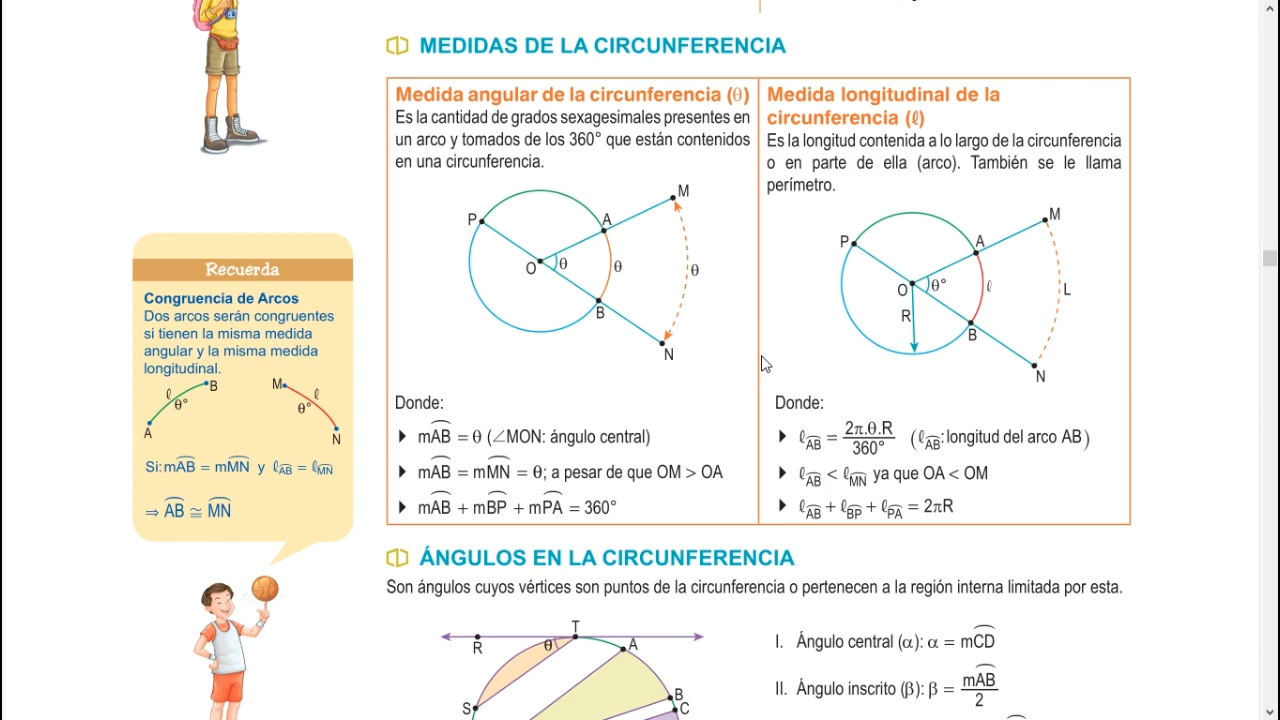 MEDIDAS DE LA CIRCUNFERENCIA
Medida angular de la circunferencia (θ)
Es la cantidad de grados sexagesimales presentes en
un arco y tomados de los 360° que están contenidos
en una circunferencia.
P
A
M
O
θ
θ
θ
B
N
Donde:
mAB = θ (∠MON: ángulo central)
mAB = mMN = θ; a pesar de que OM > OA
mAB + mBP + mPA = 360°
Medida longitudinal de la
circunferencia (ℓ)
Es la longitud contenida a lo largo de la circunferencia
o en parte de ella (arco). También se le llama
perímetro.
P
A
M
O
θ°
ℓ
L
R
B
N
Donde:
ℓAB = 2π.θ.R / 360° (ℓAB: longitud del arco AB)
ℓAB < ℓMN ya que OA < OM
ℓAB + ℓBP + ℓPA = 2πR
Recuerda
Congruencia de Arcos
Dos arcos serán congruentes
si tienen la misma medida
angular y la misma medida
longitudinal.
ℓ
B
θ°
A
M
ℓ
θ°
N
Si: mAB = mMN y ℓAB = ℓMN
⇒ AB ≅ MN
ÁNGULOS EN LA CIRCUNFERENCIA
Son ángulos cuyos vértices son puntos de la circunferencia o pertenecen a la región interna limitada por esta.
R
T
θ
A
B
C
S
I. Ángulo central (α): α = mCD
II. Ángulo inscrito (β): β = mAB / 2